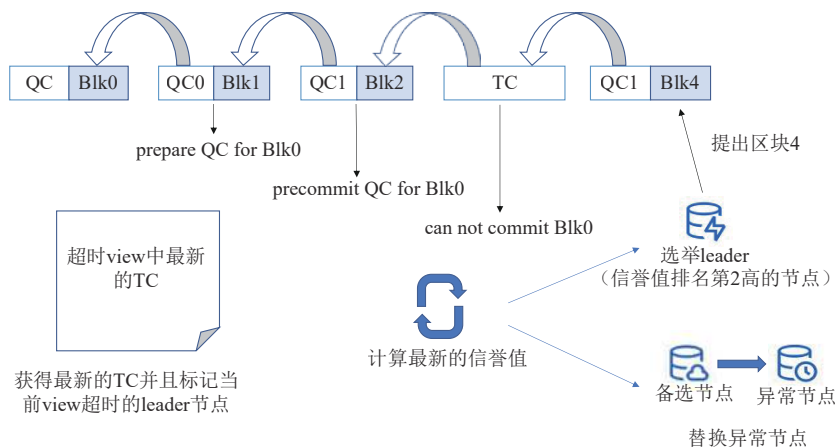 QC Blk0 QC0 Blk1 QC1 Blk2 TC QC1 Blk4
prepare QC for Blk0
precommit QC for Blk0
can not commit Blk0
提出区块4
超时view中最新
的TC
获得最新的TC并且标记当
前view超时的leader节点
计算最新的信誉值
选举leader
（信誉值排名第2高的节点）
备选节点 异常节点
替换异常节点